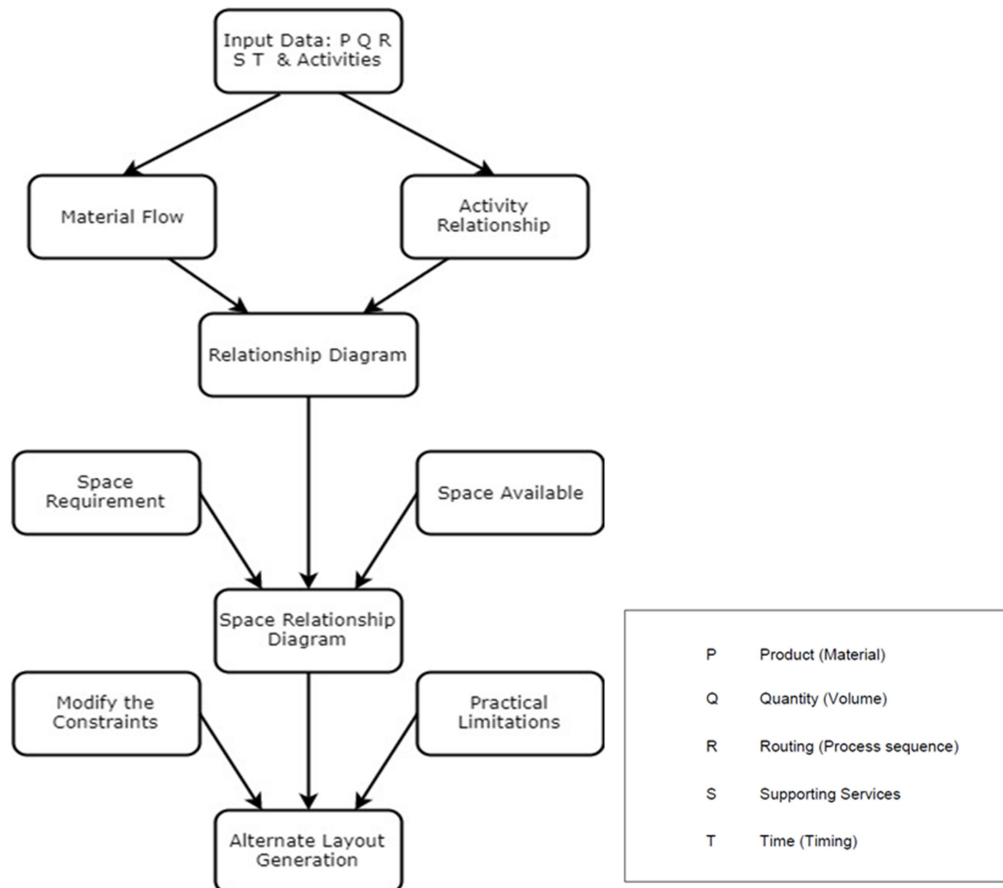 Input Data: P Q R
S T & Activities
Material Flow
Activity
Relationship
Relationship Diagram
Space
Requirement
Space Available
Space Relationship
Diagram
Modify the
Constraints
Practical
Limitations
Alternate Layout
Generation
P Product (Material)
Q Quantity (Volume)
R Routing (Process sequence)
S Supporting Services
T Time (Timing)